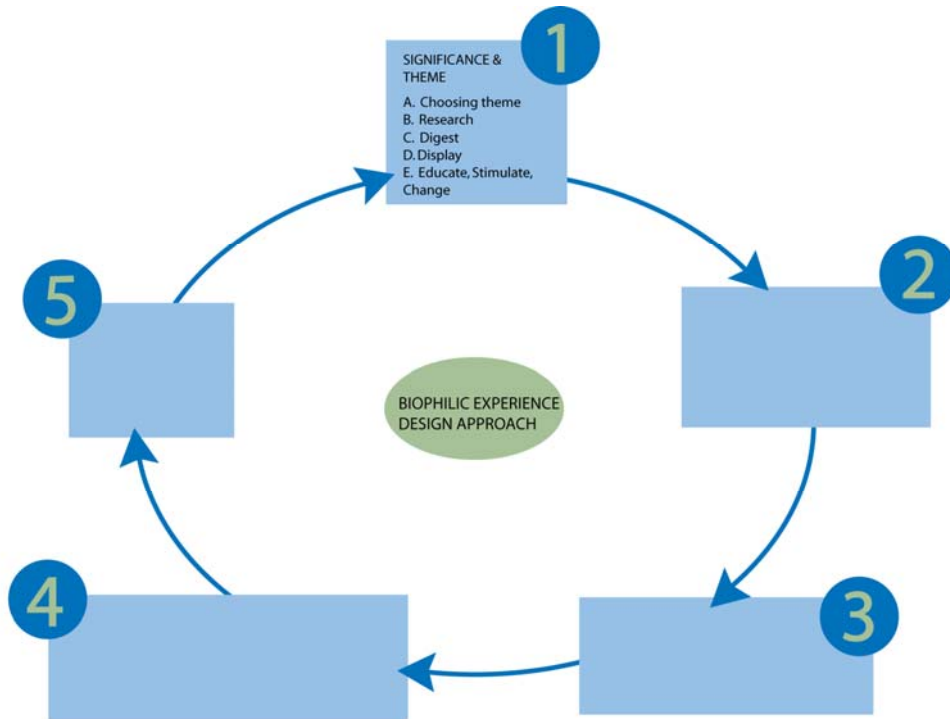 1
SIGNIFICANCE &
THEME
A. Choosing theme
B. Research
C. Digest
D. Display
E. Educate, Stimulate,
Change
2
5
BIOPHILIC EXPERIENCE
DESIGN APPROACH
4
3